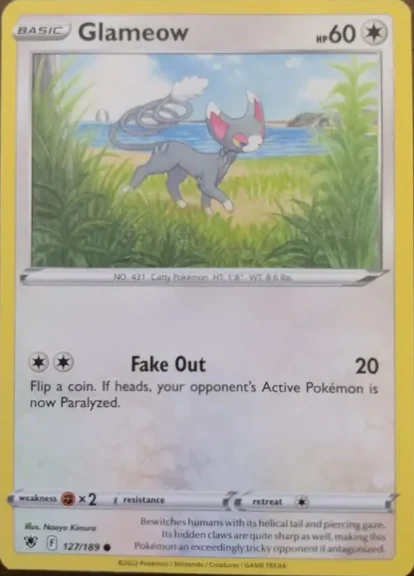 BASIC Glameow HP60
NO. 431 Catty Pokémon HT: 1'8" WT: 8.6 lbs.
Fake Out 20
Flip a coin. If heads, your opponent's Active Pokémon is
now Paralyzed.
weakness ×2 resistance retreat
Illus. Naoyo Kimura
Bewitches humans with its helical tail and piercing gaze.
Its hidden claws are quite sharp as well, making this
Pokémon an exceedingly tricky opponent if antagonized.
F 127/189
©2022 Pokémon / Nintendo / Creatures / GAME FREAK